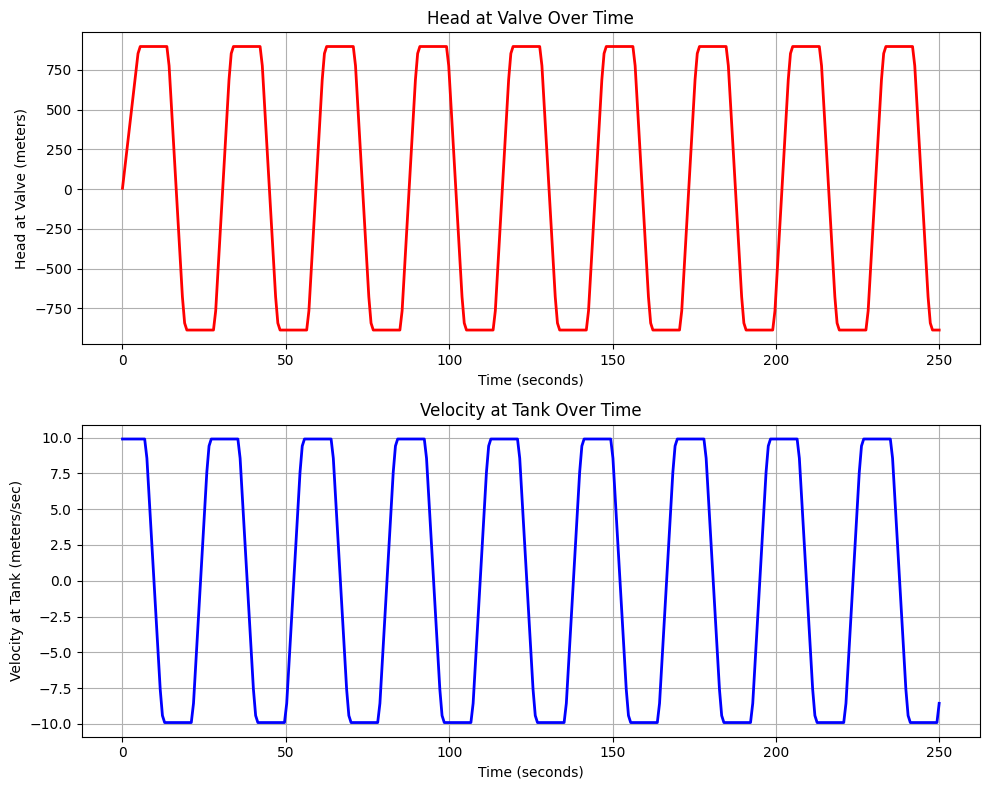 Head at Valve Over Time
Head at Valve (meters)
750
500
250
0
−250
−500
−750
0 50 100 150 200 250
Time (seconds)
Velocity at Tank Over Time
Velocity at Tank (meters/sec)
10.0
7.5
5.0
2.5
0.0
−2.5
−5.0
−7.5
−10.0
0 50 100 150 200 250
Time (seconds)